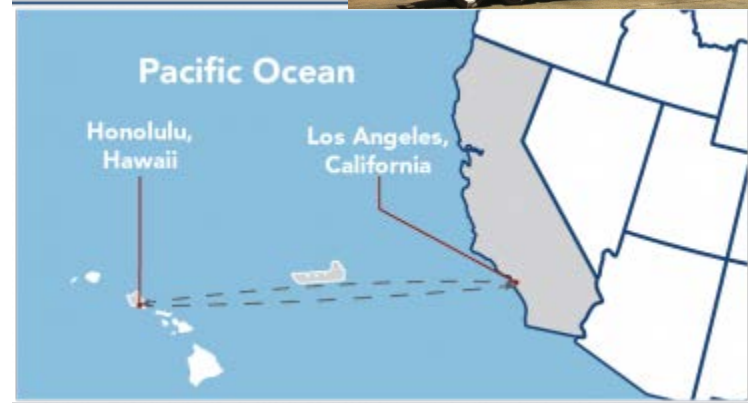 Pacific Ocean
Honolulu,
Hawaii
Los Angeles,
California